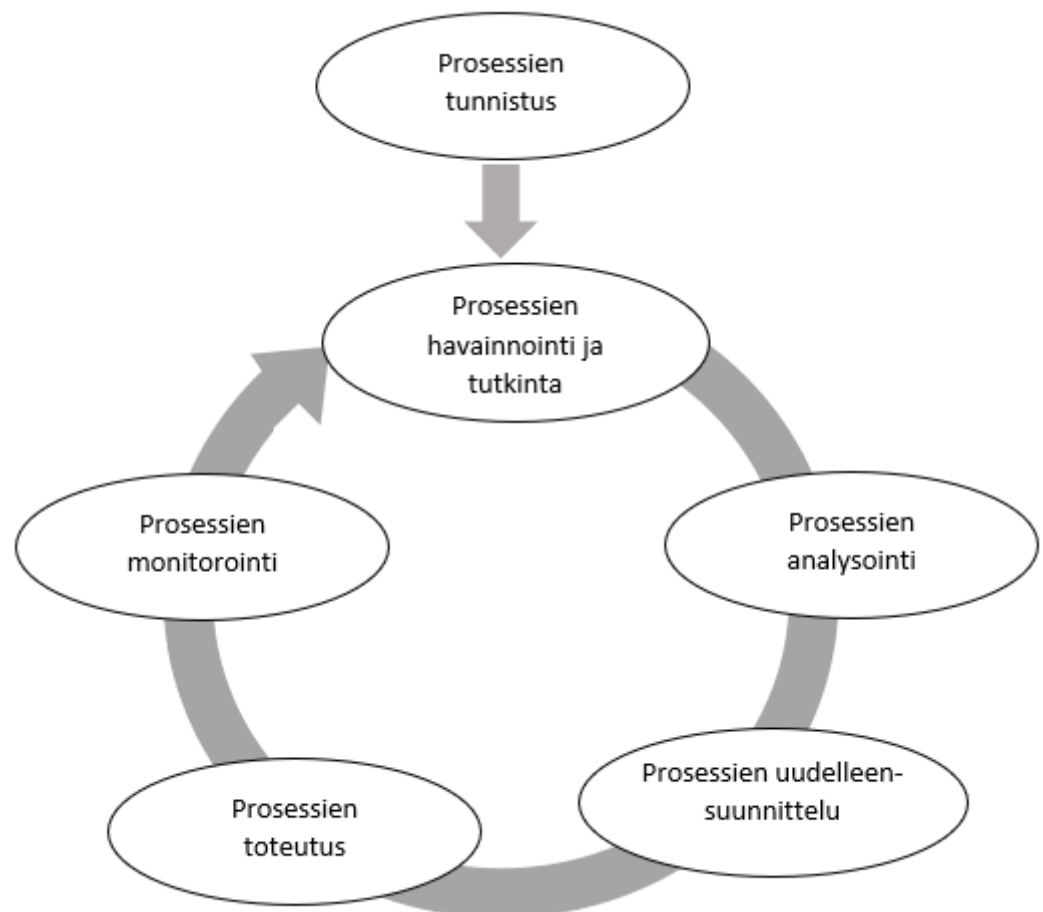 Prosessien
tunnistus
Prosessien
havainnointi ja
tutkinta
Prosessien
analysointi
Prosessien uudelleen-
suunnittelu
Prosessien
toteutus
Prosessien
monitorointi